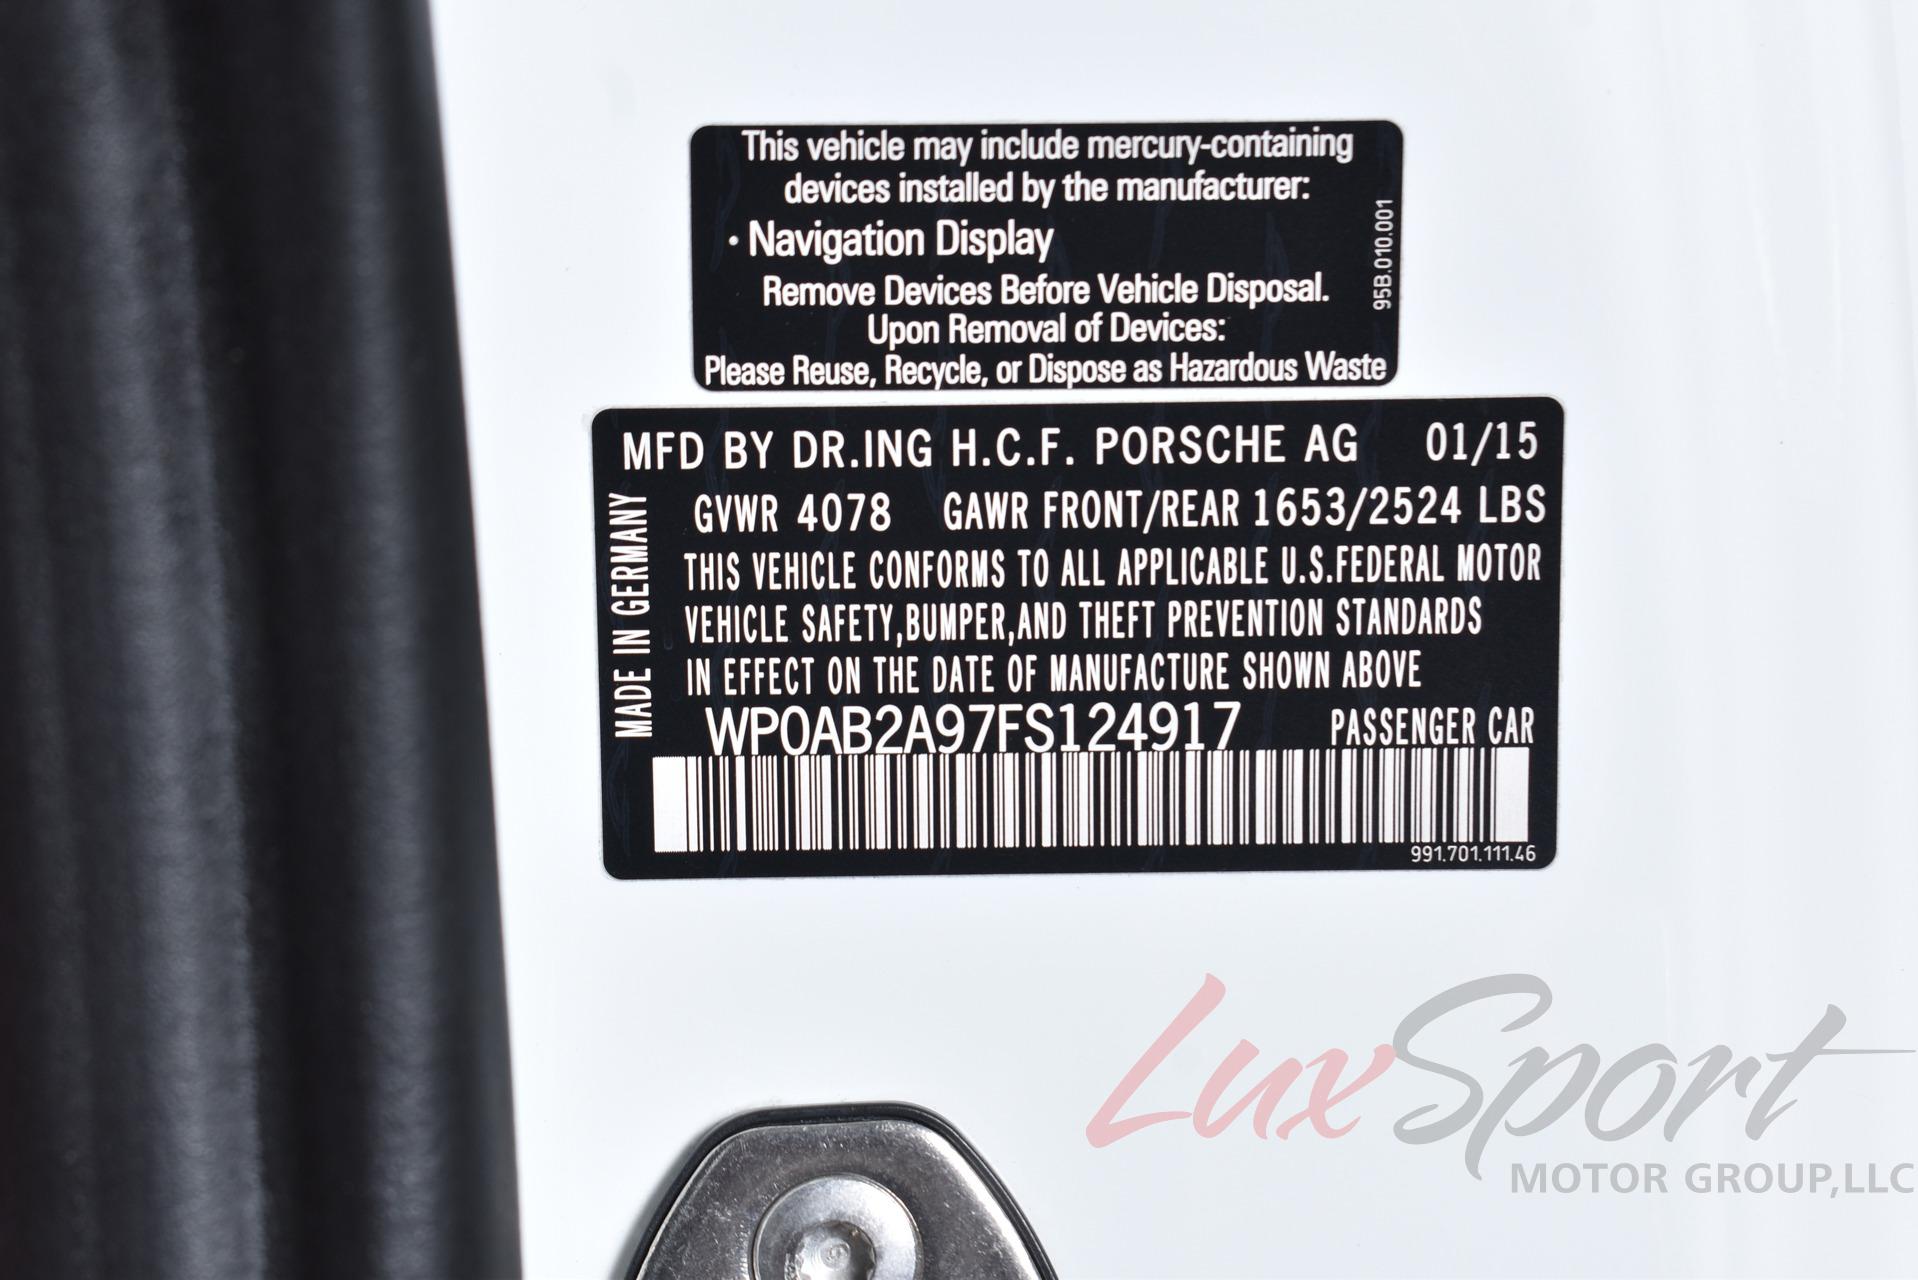 This vehicle may include mercury-containing
devices installed by the manufacturer:
· Navigation Display
Remove Devices Before Vehicle Disposal.
Upon Removal of Devices:
Please Reuse, Recycle, or Dispose as Hazardous Waste
95B.010.001
MFD BY DR.ING H.C.F. PORSCHE AG 01/15
GVWR 4078 GAWR FRONT/REAR 1653/2524 LBS
THIS VEHICLE CONFORMS TO ALL APPLICABLE U.S.FEDERAL MOTOR
VEHICLE SAFETY,BUMPER,AND THEFT PREVENTION STANDARDS
IN EFFECT ON THE DATE OF MANUFACTURE SHOWN ABOVE
WP0AB2A97FS124917 PASSENGER CAR
MADE IN GERMANY
991.701.111.46
LuxSport
MOTOR GROUP,LLC